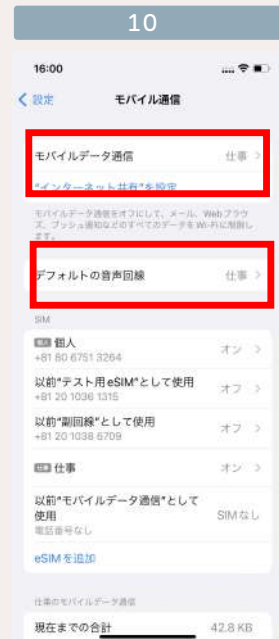 10
16:00
設定
モバイル通信
モバイルデータ通信 仕事
"インターネット共有"を設定
モバイルデータ通信をオフにして、メール、Webブラウ
ズ、プッシュ通知などのすべてのデータをWi-Fiに制限し
ます。
デフォルトの音声回線 仕事
SIM
個人 オン
+81 80 6751 3264
以前"テスト用eSIM"として使用 オフ
+81 20 1036 1315
以前"副回線"として使用 オフ
+81 20 1038 6709
仕事 仕事 オン
以前"モバイルデータ通信"として
使用 SIMなし
電話番号なし
eSIMを追加
仕事のモバイルデータ通信
現在までの合計 42.8 KB